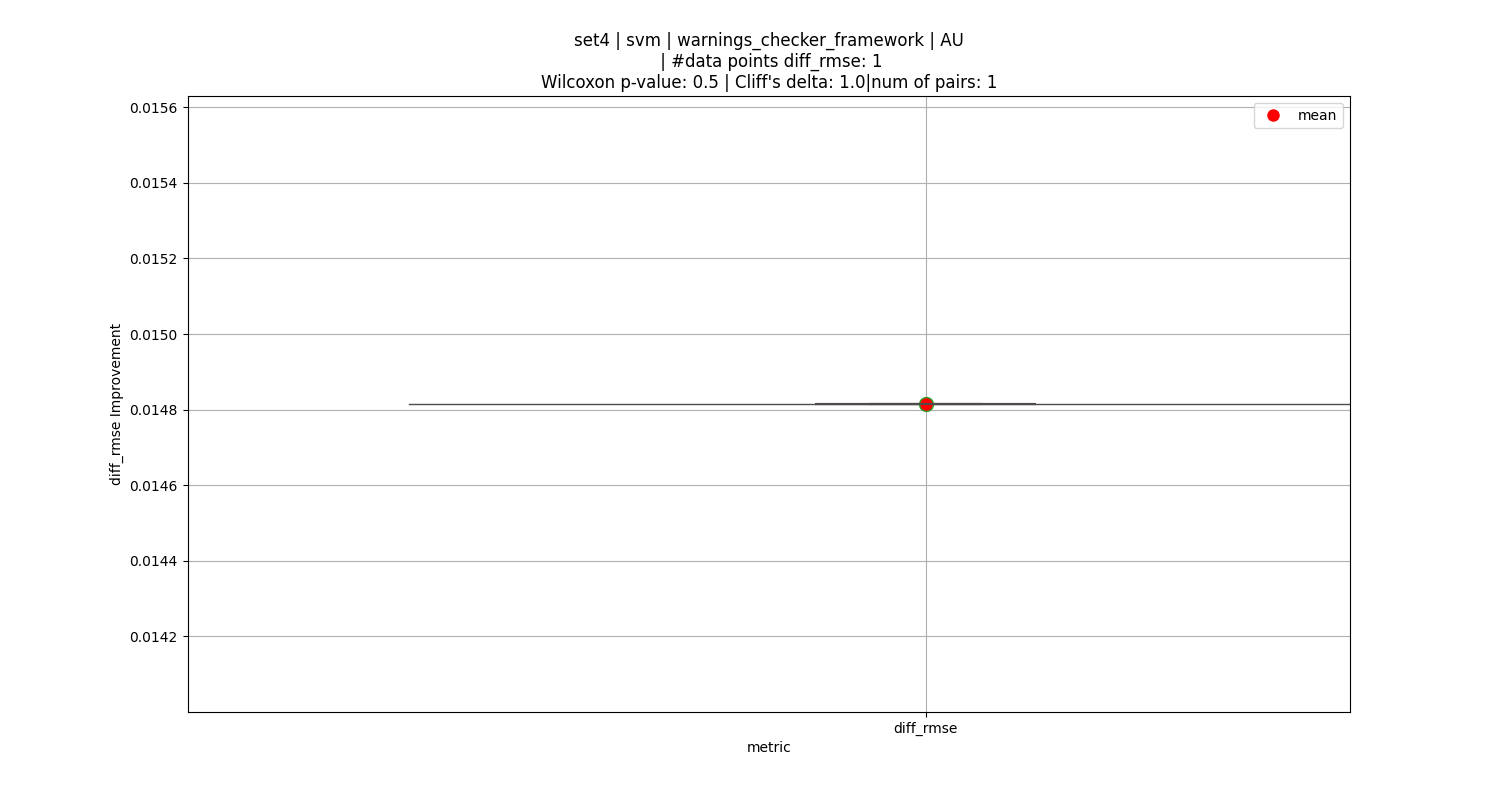 set4 | svm | warnings_checker_framework | AU
| #data points diff_rmse: 1
Wilcoxon p-value: 0.5 | Cliff's delta: 1.0|num of pairs: 1
mean
0.0156
0.0154
0.0152
0.0150
0.0148
0.0146
0.0144
0.0142
diff_rmse Improvement
diff_rmse
metric